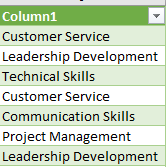 Column1
Customer Service
Leadership Development
Technical Skills
Customer Service
Communication Skills
Project Management
Leadership Development